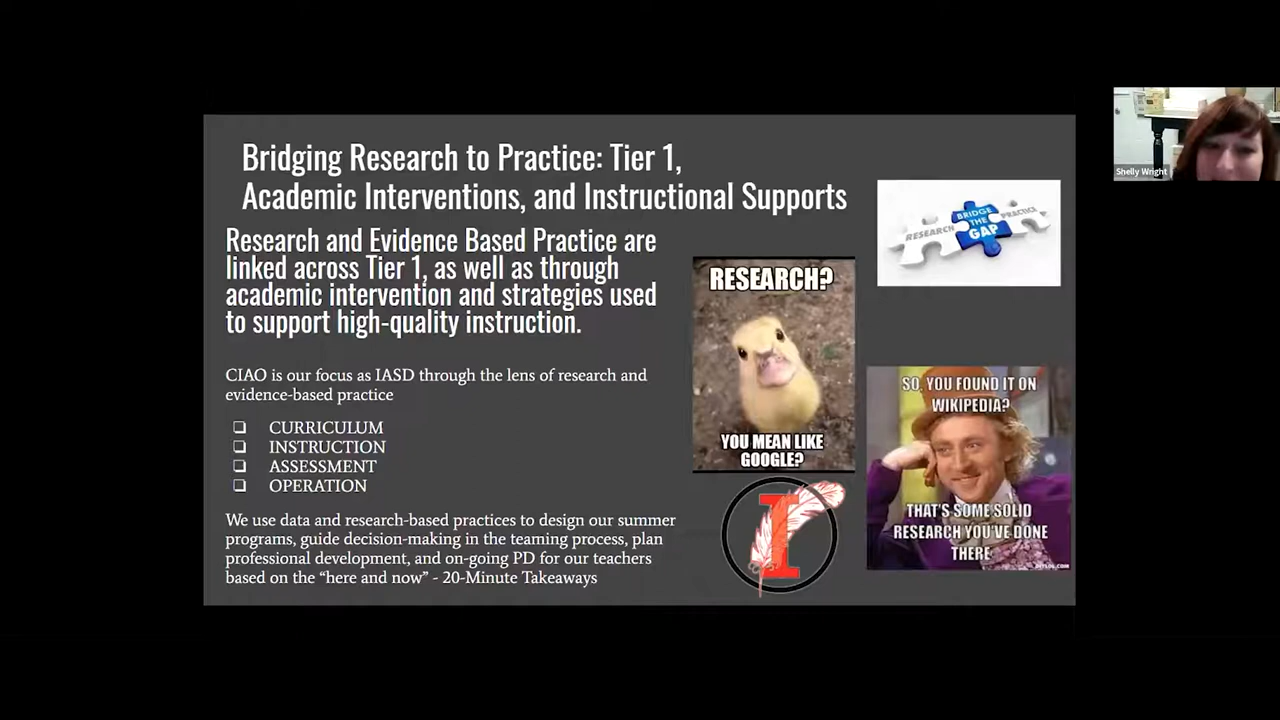 Bridging Research to Practice: Tier 1,
Academic Interventions, and Instructional Supports
Research and Evidence Based Practice are
linked across Tier 1, as well as through
academic intervention and strategies used
to support high-quality instruction.
CIAO is our focus as IASD through the lens of research and
evidence-based practice
CURRICULUM
INSTRUCTION
ASSESSMENT
OPERATION
We use data and research-based practices to design our summer
programs, guide decision-making in the teaming process, plan
professional development, and on-going PD for our teachers
based on the “here and now” - 20-Minute Takeaways
RESEARCH?
YOU MEAN LIKE
GOOGLE?
RESEARCH
BRIDGE
THE
GAP
PRACTICE
I
SO, YOU FOUND IT ON
WIKIPEDIA?
THAT'S SOME SOLID
RESEARCH YOU'VE DONE
THERE
Shelly Wright